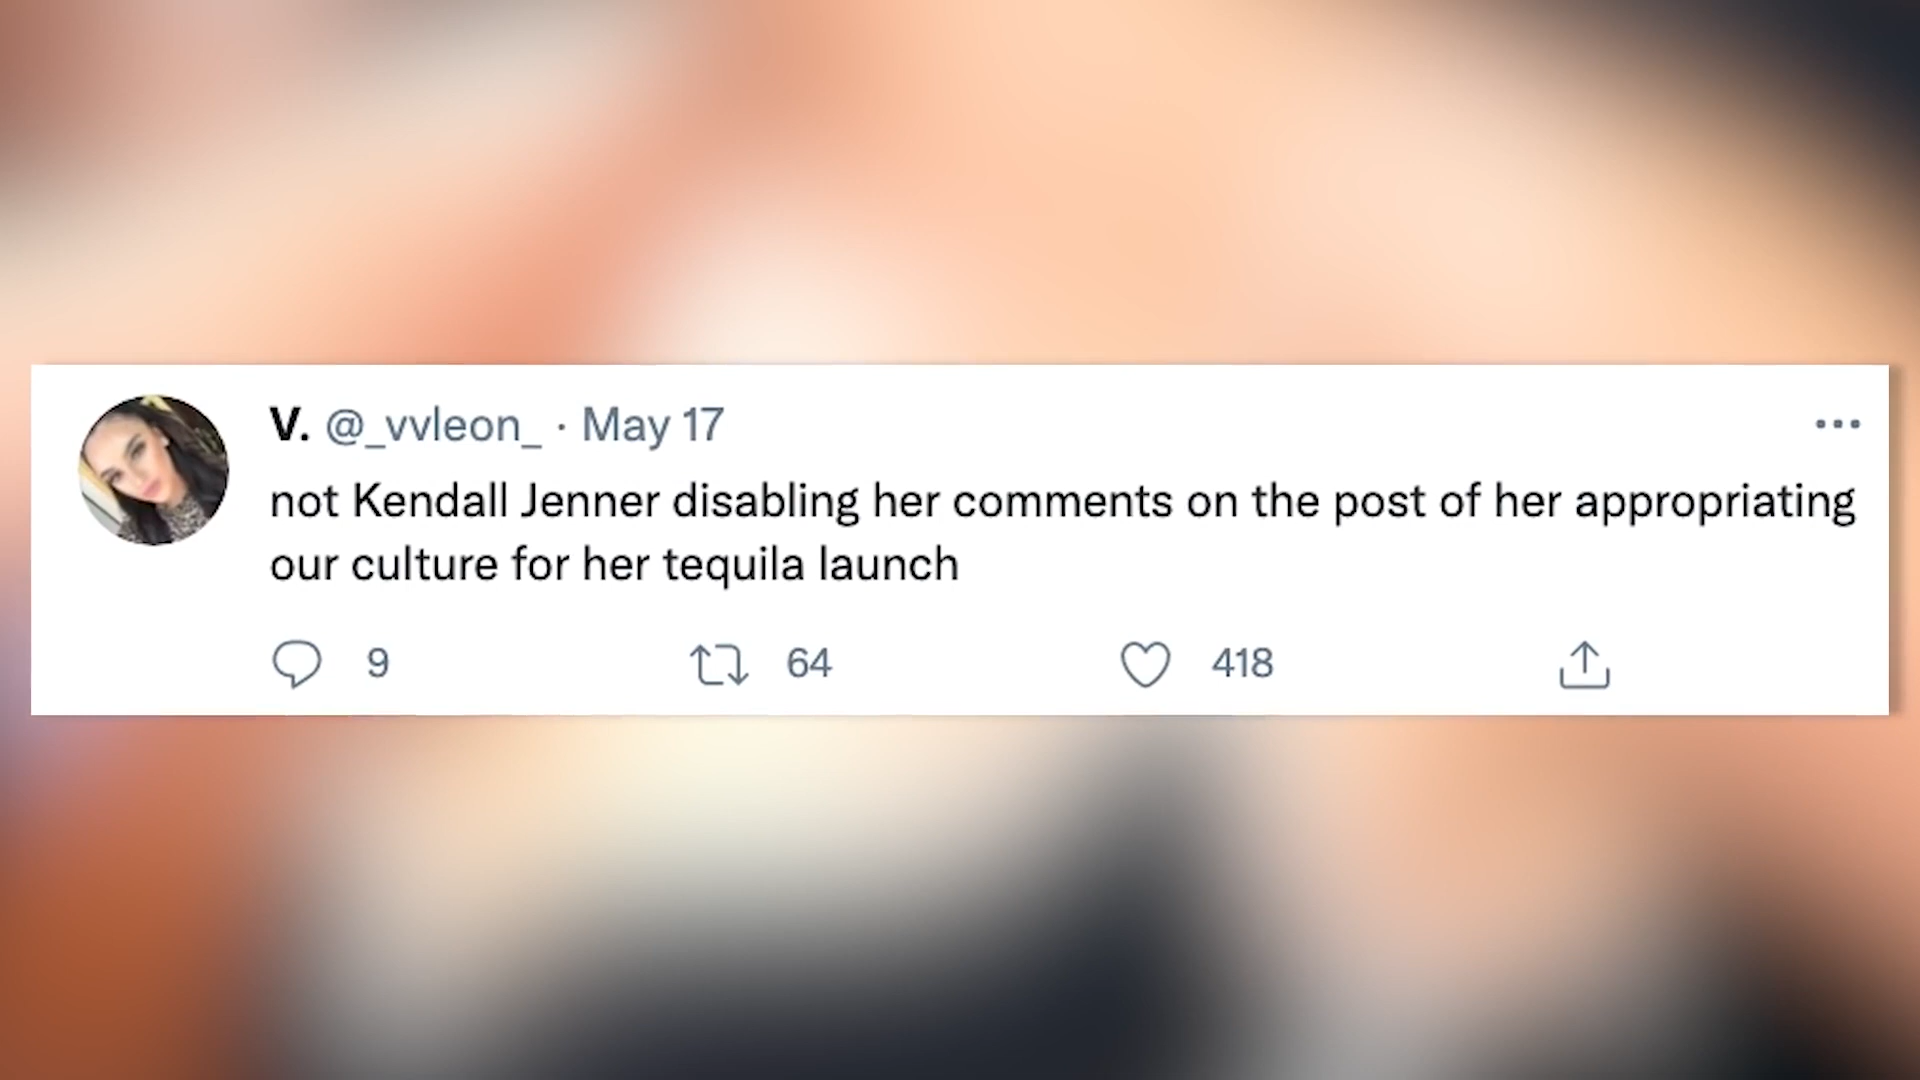 V. @_vvleon_ · May 17
not Kendall Jenner disabling her comments on the post of her appropriating
our culture for her tequila launch
9 64 418